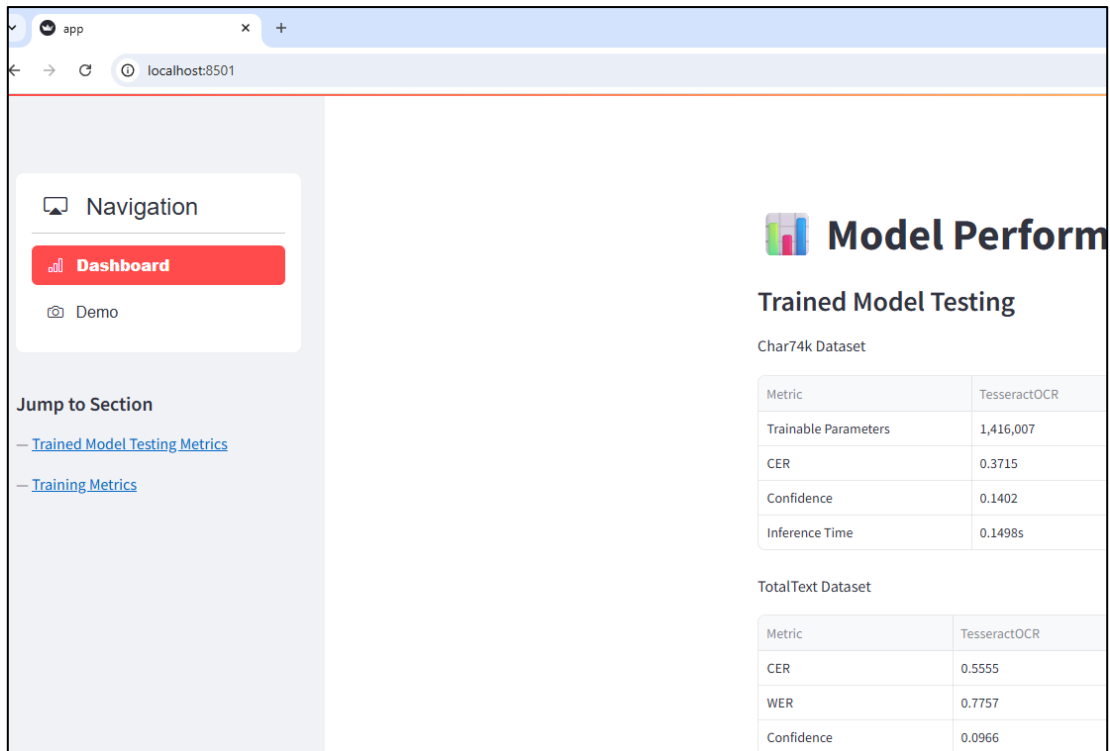 app
localhost:8501
Navigation
Dashboard
Demo
Jump to Section
— Trained Model Testing Metrics
— Training Metrics
Model Perform
Trained Model Testing
Char74k Dataset
Metric TesseractOCR
Trainable Parameters 1,416,007
CER 0.3715
Confidence 0.1402
Inference Time 0.1498s
TotalText Dataset
Metric TesseractOCR
CER 0.5555
WER 0.7757
Confidence 0.0966